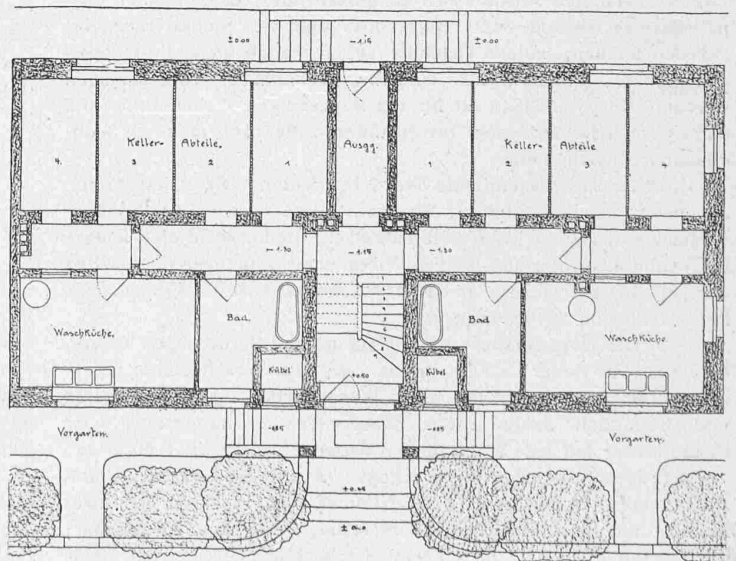 ± 0.00 - 1.15 ± 0.00
Keller- Abteile. Ausgg. Keller- Abteile
4. 3 2 1 1 2 3 4
- 1.30 - 1.15 - 1.30
Waschküche. Bad. Bad Waschküche.
Kübel Kübel
+0.60
Vorgarten. Vorgarten.